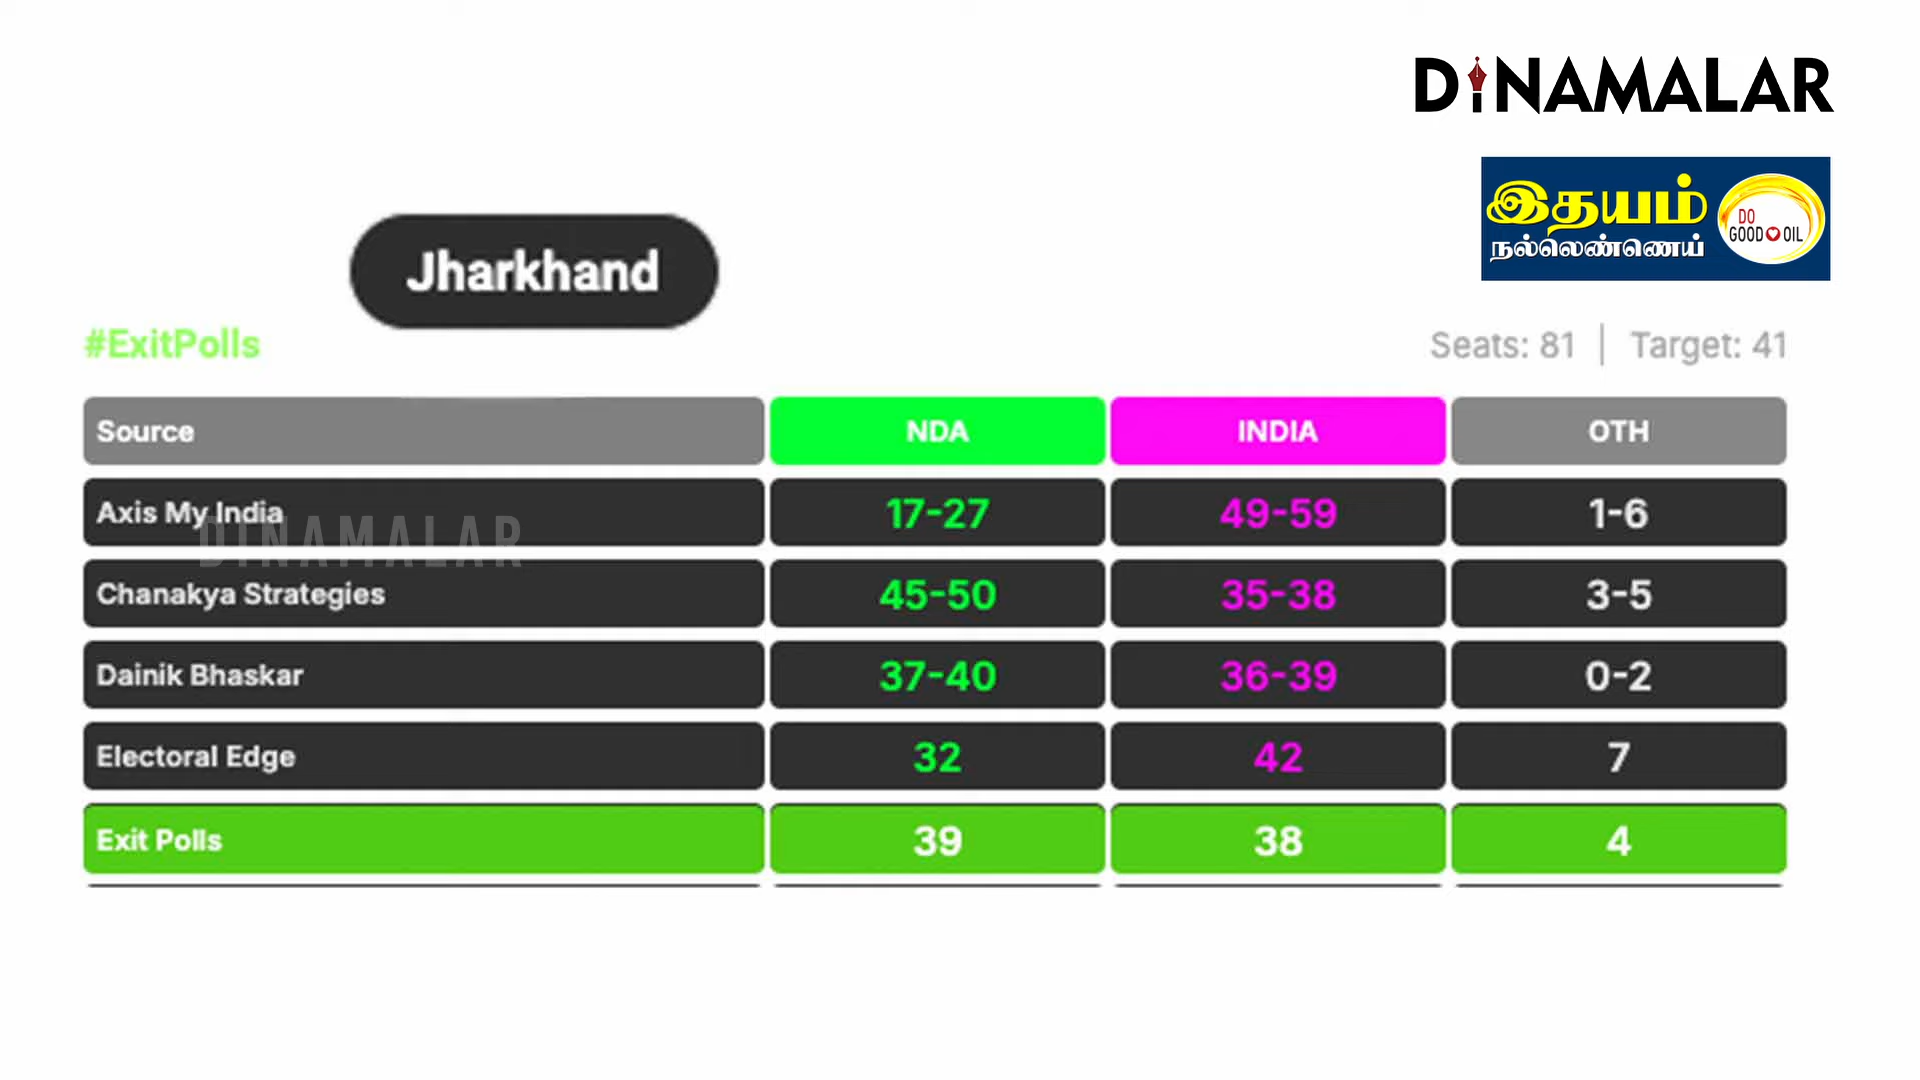 DINAMALAR
இதயம்
நல்லெண்ணெய்
DO
GOOD OIL
Jharkhand
#ExitPolls
Seats: 81 | Target: 41
Source NDA INDIA OTH
Axis My India 17-27 49-59 1-6
DINAMALAR
Chanakya Strategies 45-50 35-38 3-5
Dainik Bhaskar 37-40 36-39 0-2
Electoral Edge 32 42 7
Exit Polls 39 38 4